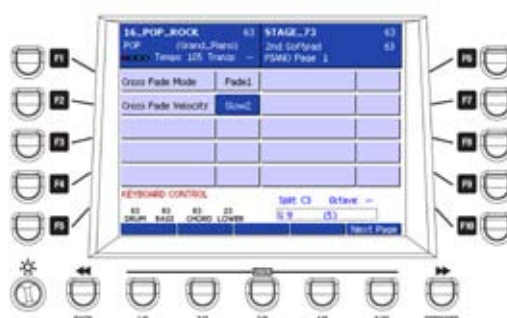 16_POP_ROCK 63 STAGE_73 63
POP (Grand_Piano) 2nd Softpad 63
Tempo 105 Transp -- PIANO Page 1
Cross Fade Mode Fade1
Cross Fade Velocity Slow2
KEYBOARD CONTROL
Split C3 Octave --
63 63 63 23
DRUM BASS CHORD LOWER
(5)
Next Page
F1
F2
F3
F4
F5
F6
F7
F8
F9
F10